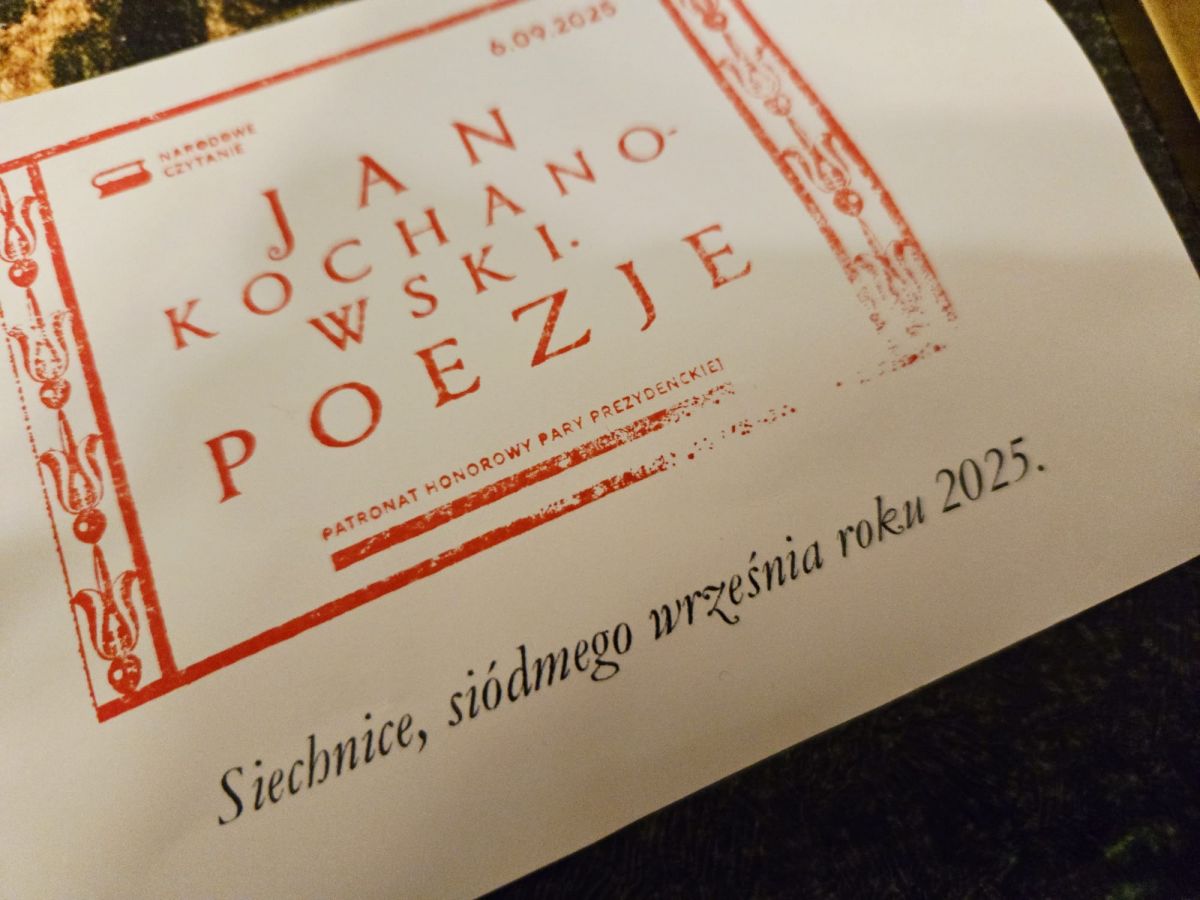 6.09.2025
NARODOWE
CZYTANIE
JAN
KOCHANO-
WSKI.
POEZJE
PATRONAT HONOROWY PARY PREZYDENCKIEJ
Siechnice, siódmego września roku 2025.